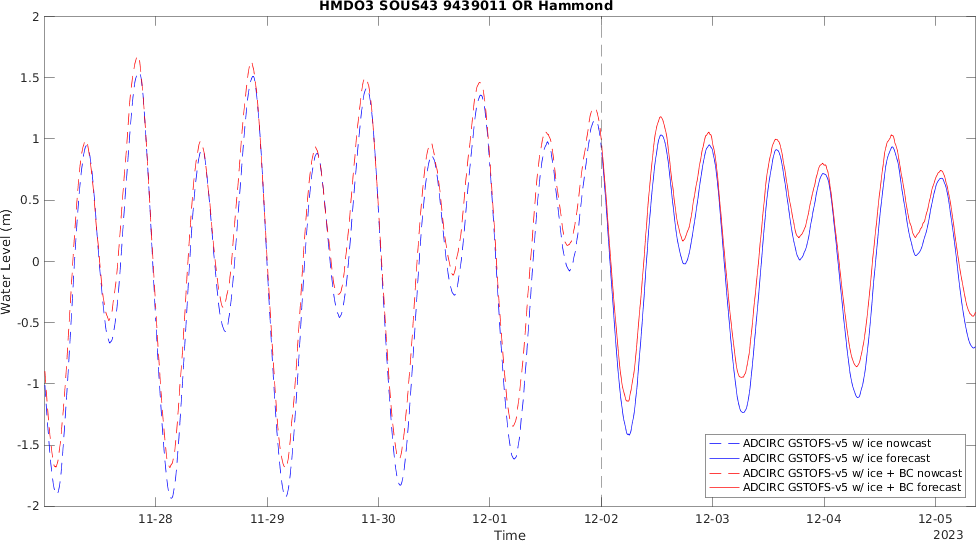 HMDO3 SOUS43 9439011 OR Hammond
2
1.5
1
0.5
0
-0.5
-1
-1.5
-2
Water Level (m)
11-28 11-29 11-30 12-01 12-02 12-03 12-04 12-05
Time
2023
ADCIRC GSTOFS-v5 w/ ice nowcast
ADCIRC GSTOFS-v5 w/ ice forecast
ADCIRC GSTOFS-v5 w/ ice + BC nowcast
ADCIRC GSTOFS-v5 w/ ice + BC forecast